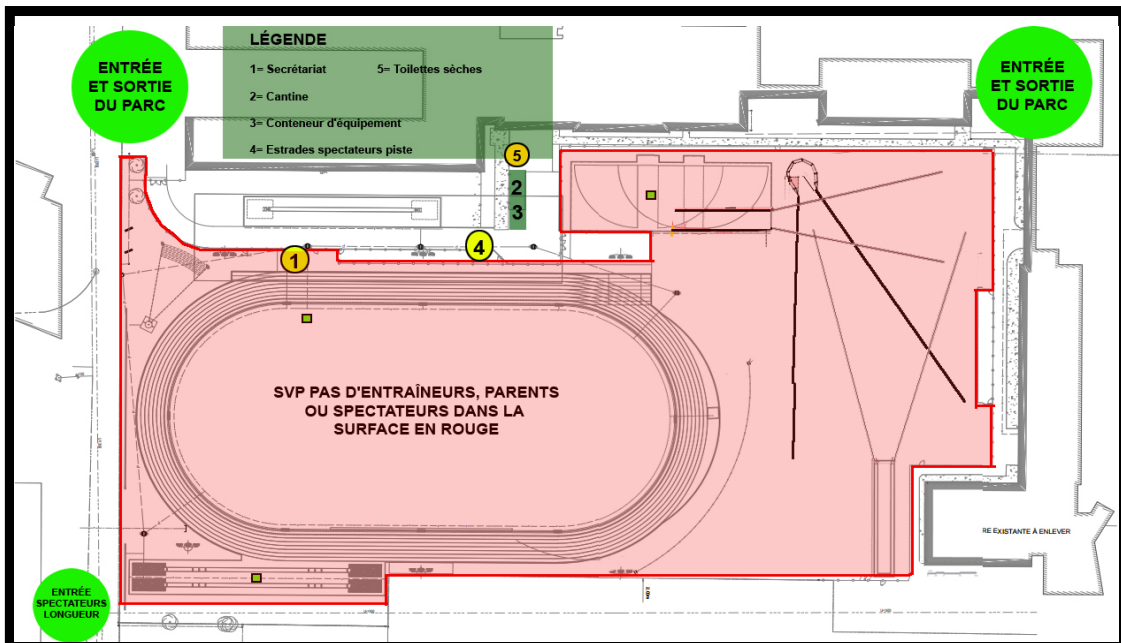 ENTRÉE
ET SORTIE
DU PARC
LÉGENDE
1= Secrétariat
5= Toilettes sèches
2= Cantine
3= Conteneur d'équipement
4= Estrades spectateurs piste
ENTRÉE
ET SORTIE
DU PARC
5
2
3
4
1
SVP PAS D'ENTRAÎNEURS, PARENTS
OU SPECTATEURS DANS LA
SURFACE EN ROUGE
RE EXISTANTE À ENLEVER
ENTRÉE
SPECTATEURS
LONGUEUR